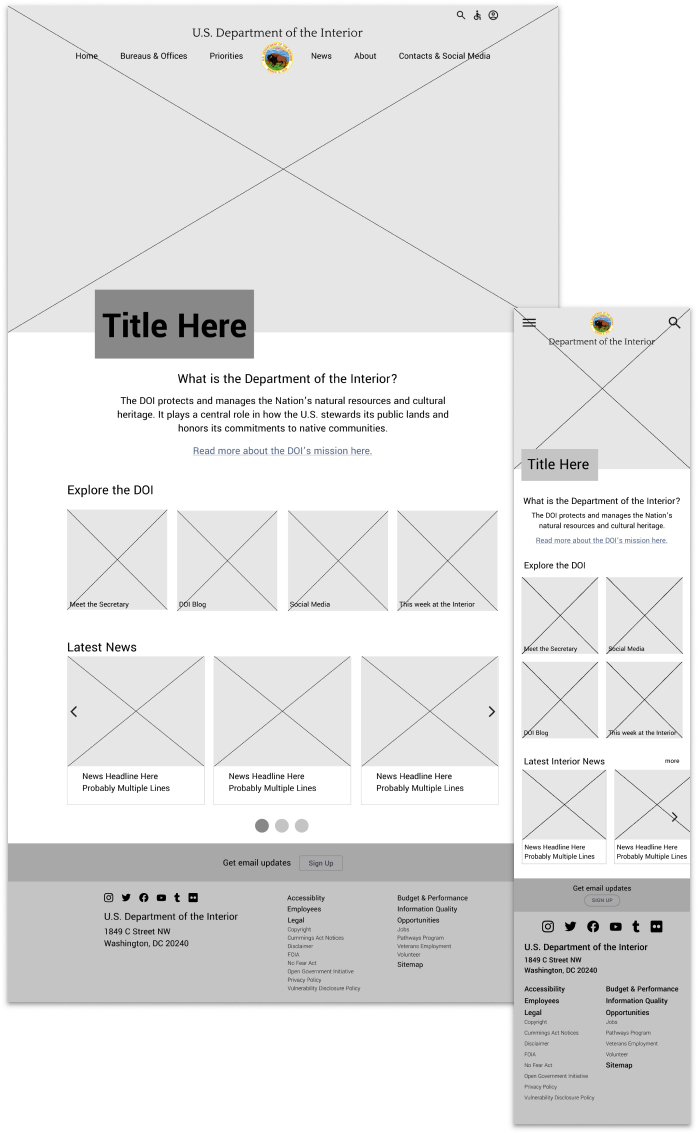 U.S. Department of the Interior
Home Bureaus & Offices Priorities News About Contacts & Social Media
Title Here
What is the Department of the Interior?
The DOI protects and manages the Nation's natural resources and cultural
heritage. It plays a central role in how the U.S. stewards its public lands and
honors its commitments to native communities.
Read more about the DOI's mission here.
Explore the DOI
Meet the Secretary DOI Blog Social Media This week at the Interior
Latest News
News Headline Here News Headline Here News Headline Here
Probably Multiple Lines Probably Multiple Lines Probably Multiple Lines
Get email updates Sign Up
U.S. Department of the Interior
1849 C Street NW
Washington, DC 20240
Accessiblity
Employees
Legal
Copyright
Cummings Act Notices
Disclaimer
FOIA
No Fear Act
Open Government Initiative
Privacy Policy
Vulnerability Disclosure Policy
Budget & Performance
Information Quality
Opportunities
Jobs
Pathways Program
Veterans Employment
Volunteer
Sitemap
Department of the Interior
Title Here
What is the Department of the Interior?
The DOI protects and manages the Nation's
natural resources and cultural heritage.
Read more about the DOI's mission here.
Explore the DOI
Meet the Secretary Social Media
DOI Blog This week at the Interior
Latest Interior News more
News Headline Here News Headline Here
Probably Multiple Lines Probably Multiple Lines
Get email updates
SIGN UP
U.S. Department of the Interior
1849 C Street NW
Washington, DC 20240
Accessibility
Employees
Legal
Copyright
Cummings Act Notices
Disclaimer
FOIA
No Fear Act
Open Government Initiative
Privacy Policy
Vulnerability Disclosure Policy
Budget & Performance
Information Quality
Opportunities
Jobs
Pathways Program
Veterans Employment
Volunteer
Sitemap